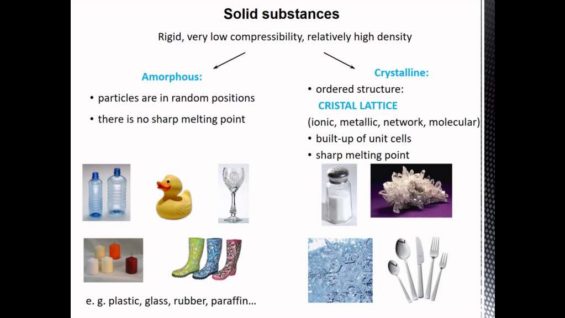 Solid substances
Rigid, very low compressibility, relatively high density
Amorphous:
• particles are in random positions
• there is no sharp melting point
Crystalline:
• ordered structure:
CRISTAL LATTICE
(ionic, metallic, network, molecular)
• built-up of unit cells
• sharp melting point
e. g. plastic, glass, rubber, paraffin...